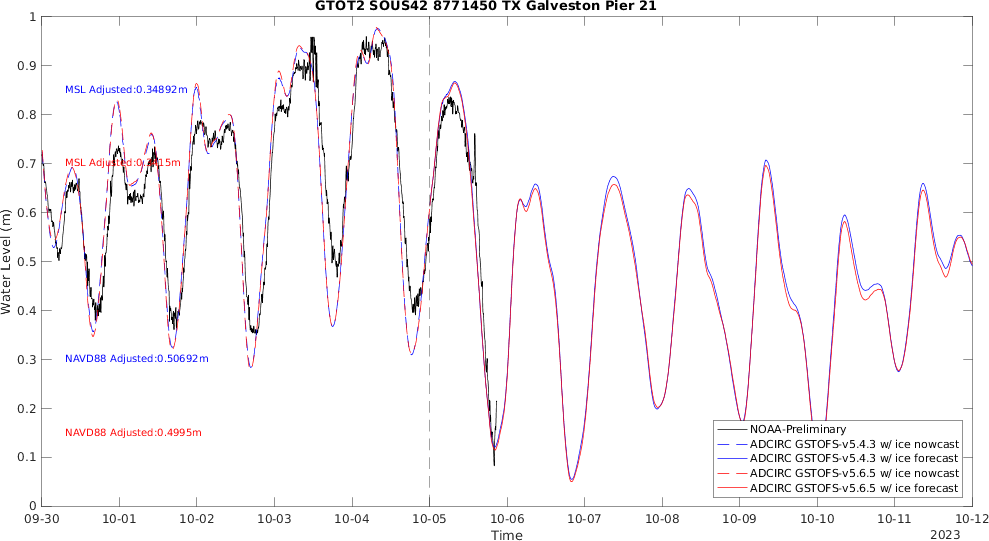 GTOT2 SOUS42 8771450 TX Galveston Pier 21
1
0.9
MSL Adjusted:0.34892m
0.8
0.7
MSL
0.6
0.5
0.4
0.3
NAVD88 Adjusted:0.50692m
0.2
NAVD88 Adjusted:0.4995m
0.1
0
Water Level (m)
NOAA-Preliminary
ADCIRC GSTOFS-v5.4.3 w/ ice nowcast
ADCIRC GSTOFS-v5.4.3 w/ ice forecast
ADCIRC GSTOFS-v5.6.5 w/ ice nowcast
ADCIRC GSTOFS-v5.6.5 w/ ice forecast
09-30 10-01 10-02 10-03 10-04 10-05 10-06 10-07 10-08 10-09 10-10 10-11 10-12
Time
2023